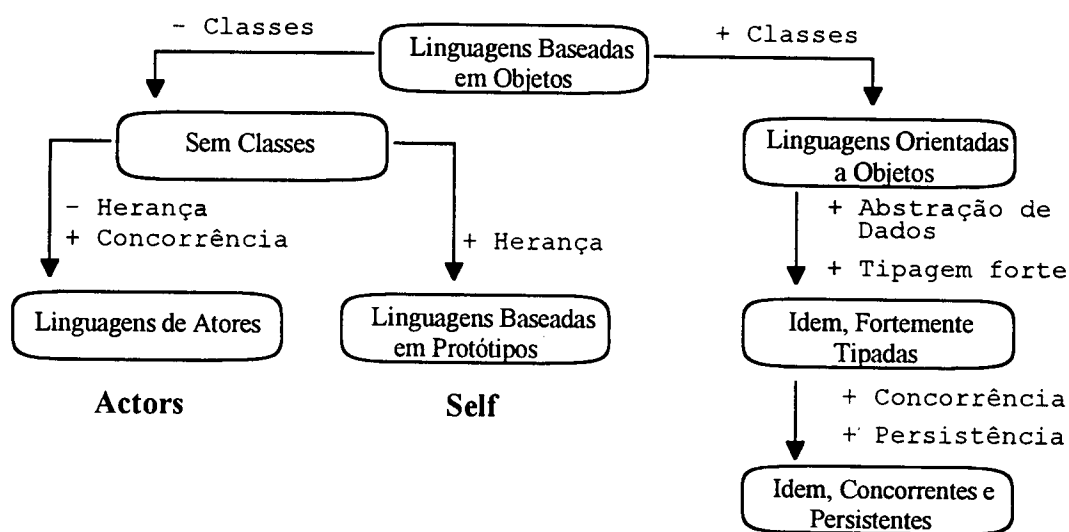 - Classes
Linguagens Baseadas
em Objetos
+ Classes
Sem Classes
Linguagens Orientadas
a Objetos
- Herança
+ Concorrência
+ Herança
+ Abstração de
Dados
+ Tipagem forte
Linguagens de Atores
Linguagens Baseadas
em Protótipos
Idem, Fortemente
Tipadas
Actors
Self
+ Concorrência
+ Persistência
Idem, Concorrentes e
Persistentes